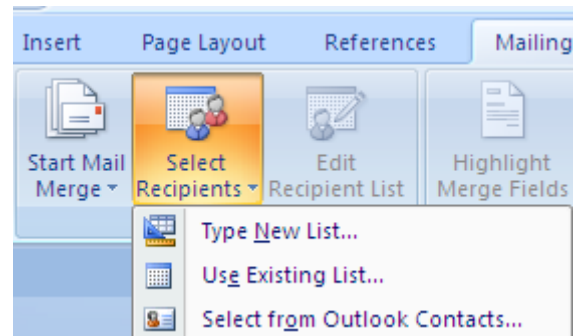 Insert Page Layout References Mailing
Start Mail Merge Select Recipients Edit Recipient List Highlight Merge Fields
Type New List...
Use Existing List...
Select from Outlook Contacts...